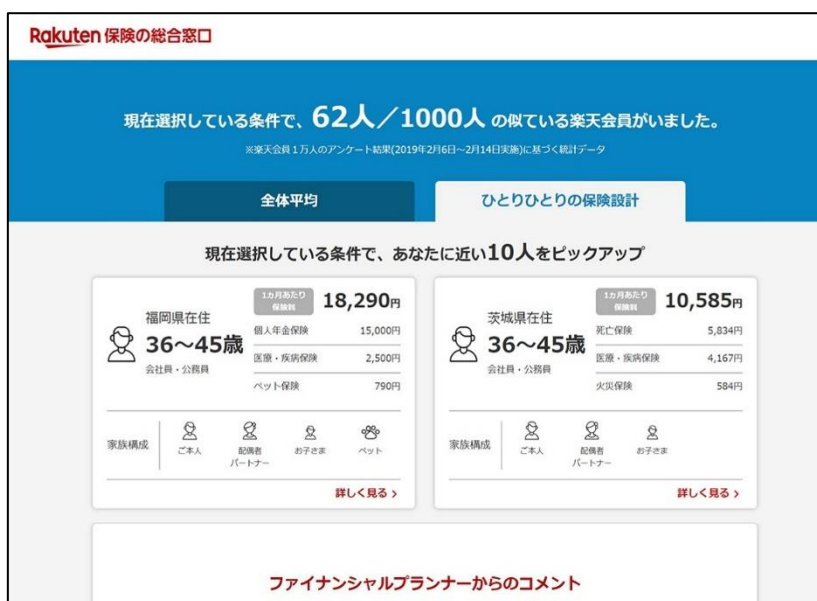 Rakuten 保険の総合窓口
現在選択している条件で、62人／1000人 の似ている楽天会員がいました。
※楽天会員１万人のアンケート結果(2019年2月6日～2月14日実施)に基づく統計データ
全体平均
ひとりひとりの保険設計
現在選択している条件で、あなたに近い10人をピックアップ
福岡県在住
36～45歳
会社員・公務員
1カ月あたり
保険料
18,290円
個人年金保険 15,000円
医療・疾病保険 2,500円
ペット保険 790円
家族構成
ご本人
配偶者
パートナー
お子さま
ペット
詳しく見る ›
茨城県在住
36～45歳
会社員・公務員
1カ月あたり
保険料
10,585円
死亡保険 5,834円
医療・疾病保険 4,167円
火災保険 584円
家族構成
ご本人
配偶者
パートナー
お子さま
詳しく見る ›
ファイナンシャルプランナーからのコメント